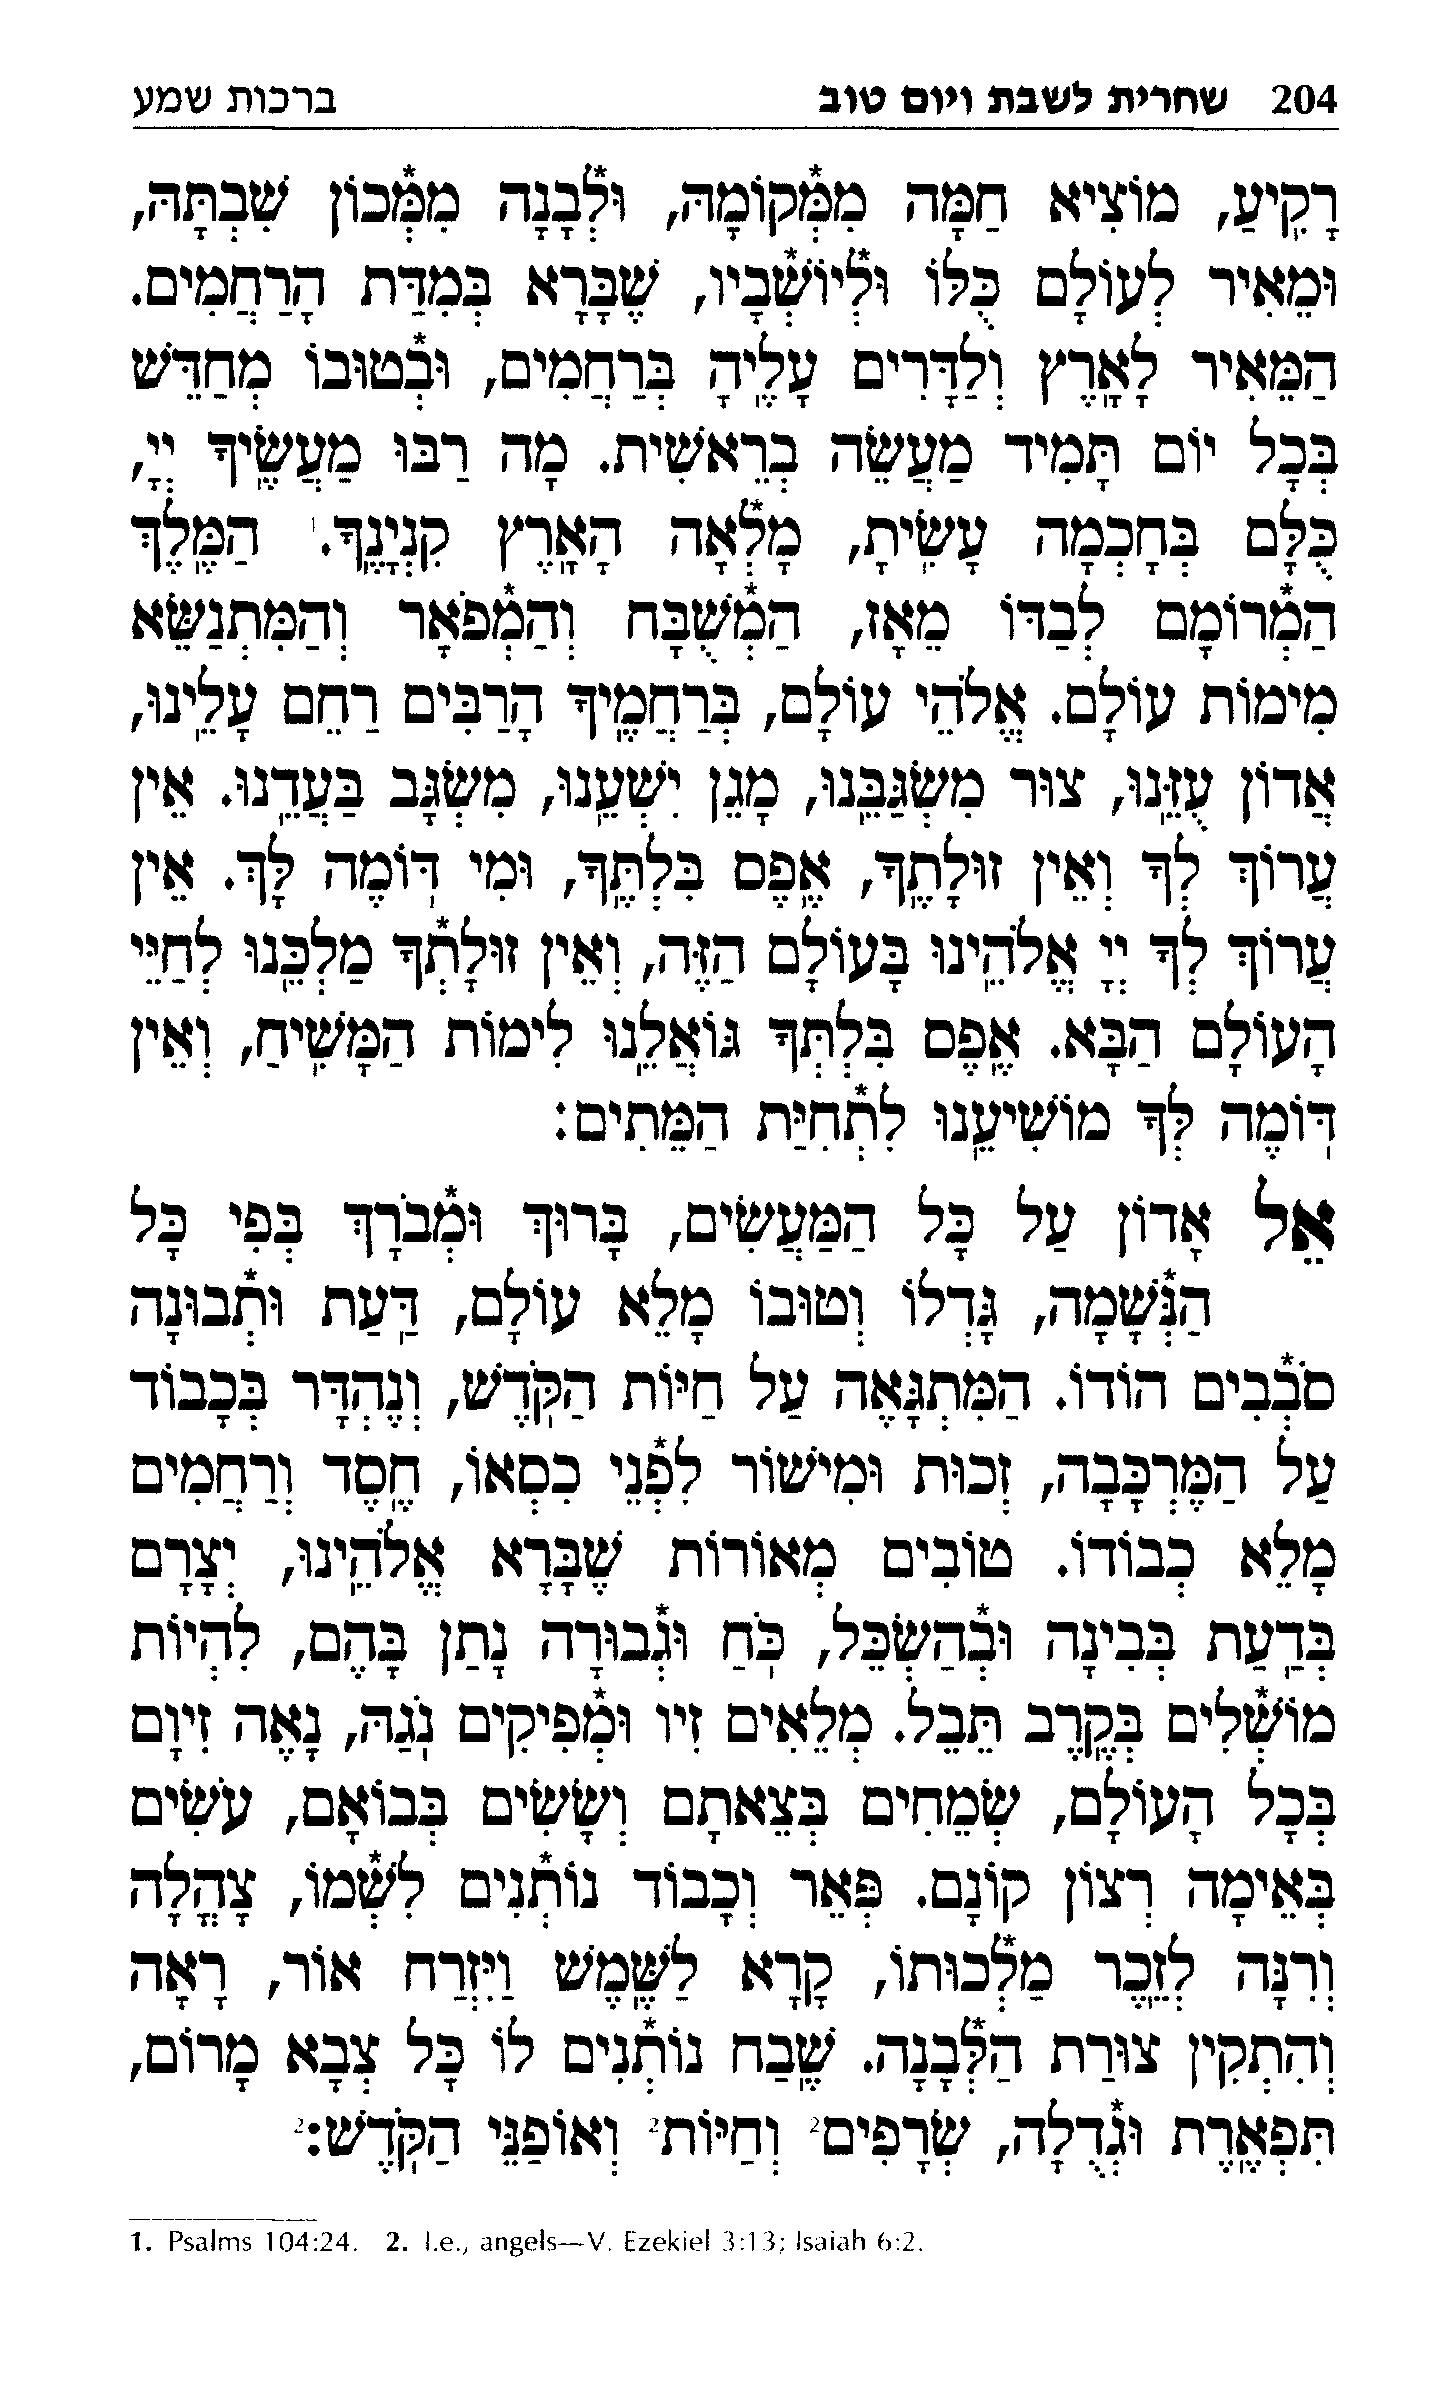 204 שחרית לשבת ויום טוב ברכות שמע
רָקִֽיעַ, מוֹצִיא חַמָּה מִמְּ֯קוֹמָהּ, וּלְ֯בָנָה מִמְּ֯כוֹן שִׁבְתָּהּ,
וּמֵאִיר לְעוֹלָם כֻּלּוֹ וּלְ֯יוֹשְׁ֯בָיו, שֶׁבָּרָא בְּמִדַּת הָרַחֲמִים.
הַמֵּאִיר לָאָֽרֶץ וְלַדָּרִים עָלֶֽיהָ בְּרַחֲמִים, וּבְ֯טוּבוֹ מְחַדֵּשׁ
בְּכָל יוֹם תָּמִיד מַעֲשֵׂה בְרֵאשִׁית. מָה רַבּוּ מַעֲשֶֽׂיךָ יְיָ,
כֻּלָּם בְּחָכְמָה עָשִֽׂיתָ, מָלְ֯אָה הָאָֽרֶץ קִנְיָנֶֽךָ.¹ הַמֶּֽלֶךְ
הַמְ֯רוֹמָם לְבַדּוֹ מֵאָז, הַמְ֯שֻׁבָּח וְהַמְ֯פֹאָר וְהַמִּתְנַשֵּׂא
מִימוֹת עוֹלָם. אֱלֹהֵי עוֹלָם, בְּרַחֲמֶֽיךָ הָרַבִּים רַחֵם עָלֵֽינוּ,
אֲדוֹן עֻזֵּֽנוּ, צוּר מִשְׂגַּבֵּֽנוּ, מָגֵן יִשְׁעֵֽנוּ, מִשְׂגָּב בַּעֲדֵֽנוּ. אֵין
עֲרוֹךְ לְךָ וְאֵין זוּלָתֶֽךָ, אֶֽפֶס בִּלְתֶּֽךָ, וּמִי דּֽוֹמֶה לָּךְ. אֵין
עֲרוֹךְ לְךָ יְיָ אֱלֹהֵֽינוּ בָּעוֹלָם הַזֶּה, וְאֵין זוּלָתְ֯ךָ מַלְכֵּֽנוּ לְחַיֵּי
הָעוֹלָם הַבָּא. אֶֽפֶס בִּלְתְּךָ גּוֹאֲלֵֽנוּ לִימוֹת הַמָּשִֽׁיחַ, וְאֵין
דּֽוֹמֶה לְּךָ מוֹשִׁיעֵֽנוּ לִתְ֯חִיַּת הַמֵּתִים:
אֵל אָדוֹן עַל כָּל הַמַּעֲשִׂים, בָּרוּךְ וּמְ֯בֹרָךְ בְּפִי כָּל
הַנְּ֯שָׁמָה, גָּדְלוֹ וְטוּבוֹ מָלֵא עוֹלָם, דַּֽעַת וּתְ֯בוּנָה
סֹבְ֯בִים הוֹדוֹ. הַמִּתְגָּאֶה עַל חַיּוֹת הַקֹּֽדֶשׁ, וְנֶהְדָּר בְּכָבוֹד
עַל הַמֶּרְכָּבָה, זְכוּת וּמִישׁוֹר לִפְ֯נֵי כִסְאוֹ, חֶֽסֶד וְרַחֲמִים
מָלֵא כְבוֹדוֹ. טוֹבִים מְאוֹרוֹת שֶׁבָּרָא אֱלֹהֵֽינוּ, יְצָרָם
בְּדַֽעַת בְּבִינָה וּבְ֯הַשְׂכֵּל, כֹּֽחַ וּגְ֯בוּרָה נָתַן בָּהֶם, לִהְיוֹת
מוֹשְׁ֯לִים בְּקֶֽרֶב תֵּבֵל. מְלֵאִים זִיו וּמְ֯פִיקִים נֹֽגַהּ, נָאֶה זִיוָם
בְּכָל הָעוֹלָם, שְׂמֵחִים בְּצֵאתָם וְשָׂשִׂים בְּבוֹאָם, עֹשִׂים
בְּאֵימָה רְצוֹן קוֹנָם. פְּאֵר וְכָבוֹד נוֹתְ֯נִים לִשְׁ֯מוֹ, צָהֳלָה
וְרִנָּה לְזֵֽכֶר מַלְ֯כוּתוֹ, קָרָא לַשֶּֽׁמֶשׁ וַיִּזְרַח אוֹר, רָאָה
וְהִתְקִין צוּרַת הַלְּ֯בָנָה. שֶֽׁבַח נוֹתְ֯נִים לוֹ כָּל צְבָא מָרוֹם,
תִּפְאֶֽרֶת וּגְ֯דֻלָּה, שְׂרָפִים² וְחַיּוֹת² וְאוֹפַנֵּי הַקֹּֽדֶשׁ:²
1. Psalms 104:24. 2. I.e., angels—V. Ezekiel 3:13; Isaiah 6:2.